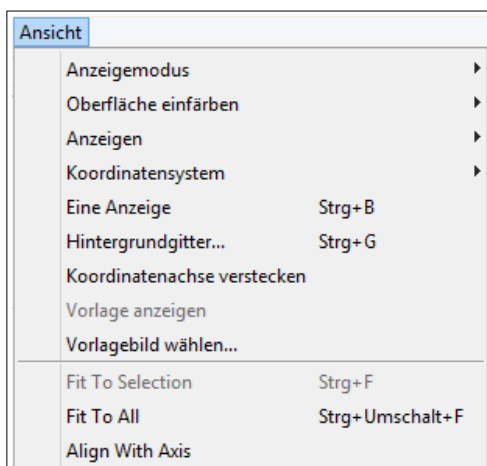 Ansicht
Anzeigemodus
Oberfläche einfärben
Anzeigen
Koordinatensystem
Eine Anzeige Strg+B
Hintergrundgitter... Strg+G
Koordinatenachse verstecken
Vorlage anzeigen
Vorlagebild wählen...
Fit To Selection Strg+F
Fit To All Strg+Umschalt+F
Align With Axis